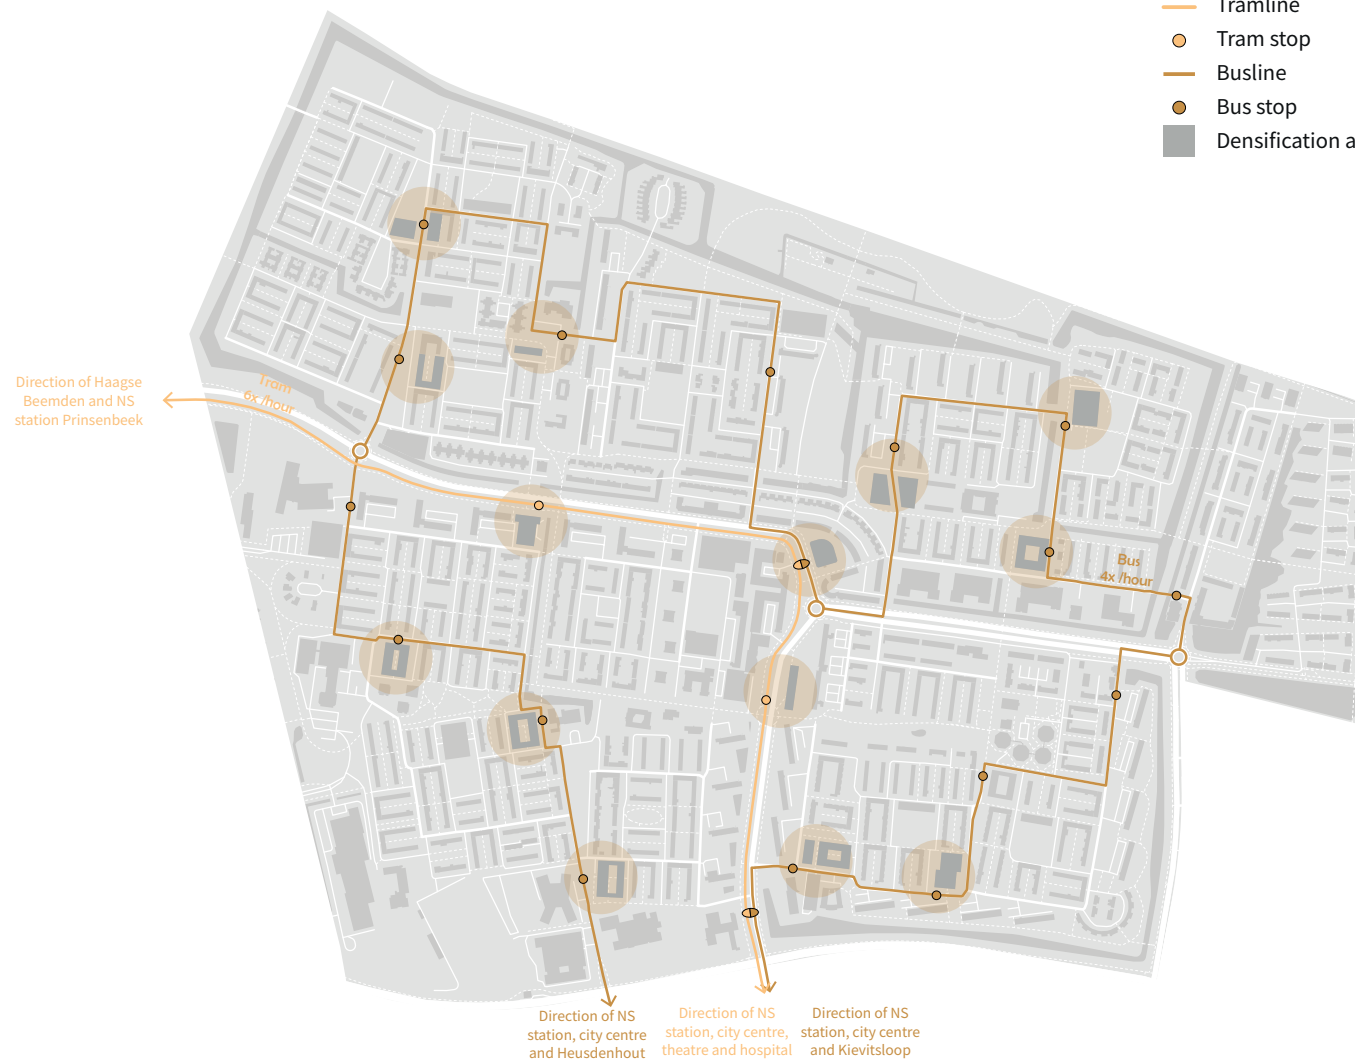 Tramline
Tram stop
Busline
Bus stop
Densification a
Direction of Haagse
Beemden and NS
station Prinsenbeek
Tram
6x /hour
Bus
4x /hour
Direction of NS
station, city centre
and Heusdenhout
Direction of NS
station, city centre,
theatre and hospital
Direction of NS
station, city centre
and Kievitsloop